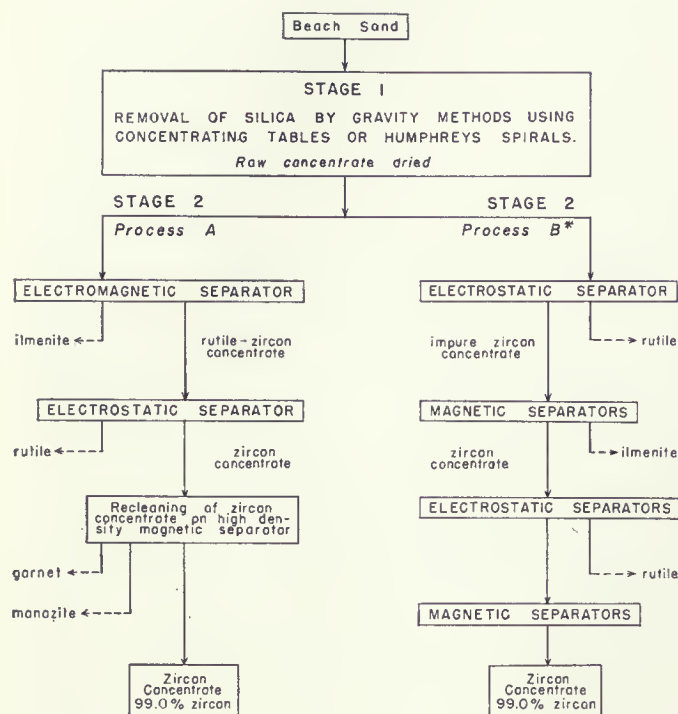 Beach Sand
STAGE 1
REMOVAL OF SILICA BY GRAVITY METHODS USING
CONCENTRATING TABLES OR HUMPHREYS SPIRALS.
Raw concentrate dried
STAGE 2
Process A
ELECTROMAGNETIC SEPARATOR
ilmenite
rutile-zircon
concentrate
ELECTROSTATIC SEPARATOR
rutile
zircon
concentrate
Recleaning of zircon
concentrate on high den-
sity magnetic separator
garnet
monazite
Zircon
Concentrate
99.0% zircon
STAGE 2
Process B*
ELECTROSTATIC SEPARATOR
impure zircon
concentrate
rutile
MAGNETIC SEPARATORS
zircon
concentrate
ilmenite
ELECTROSTATIC SEPARATORS
rutile
MAGNETIC SEPARATORS
Zircon
Concentrate
99.0% zircon